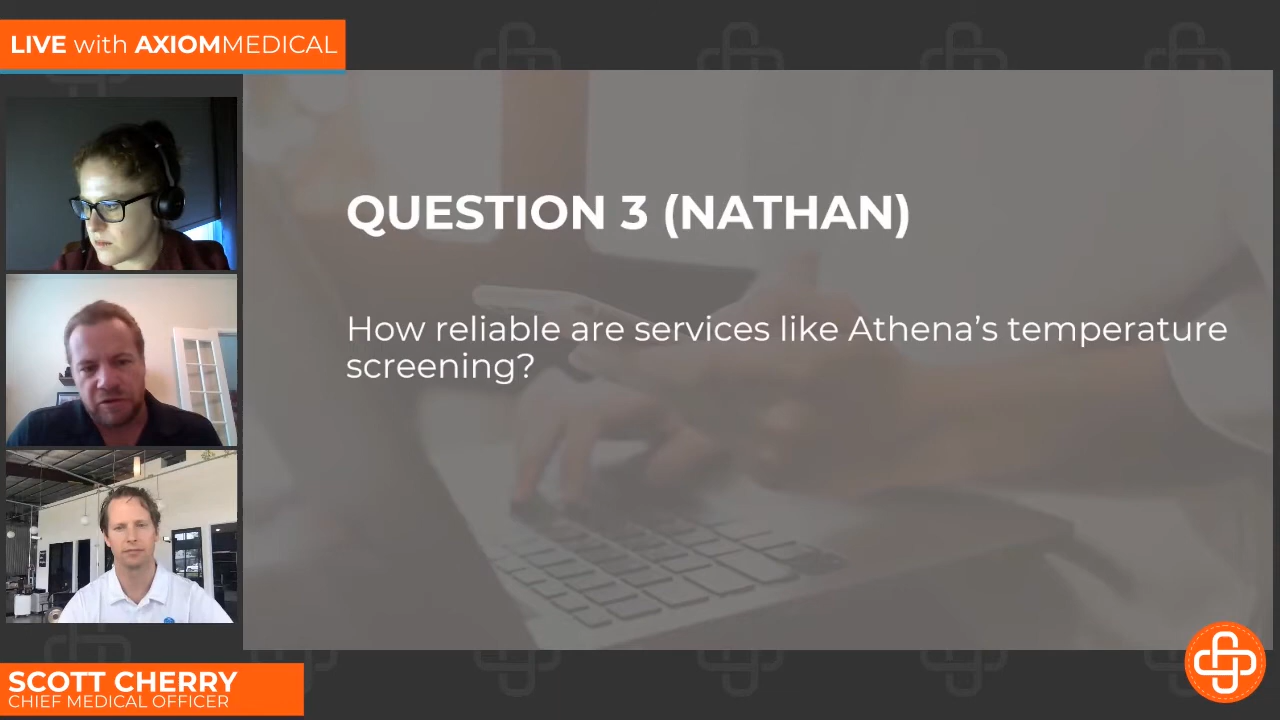 LIVE with AXIOMMEDICAL
QUESTION 3 (NATHAN)
How reliable are services like Athena’s temperature
screening?
SCOTT CHERRY
CHIEF MEDICAL OFFICER